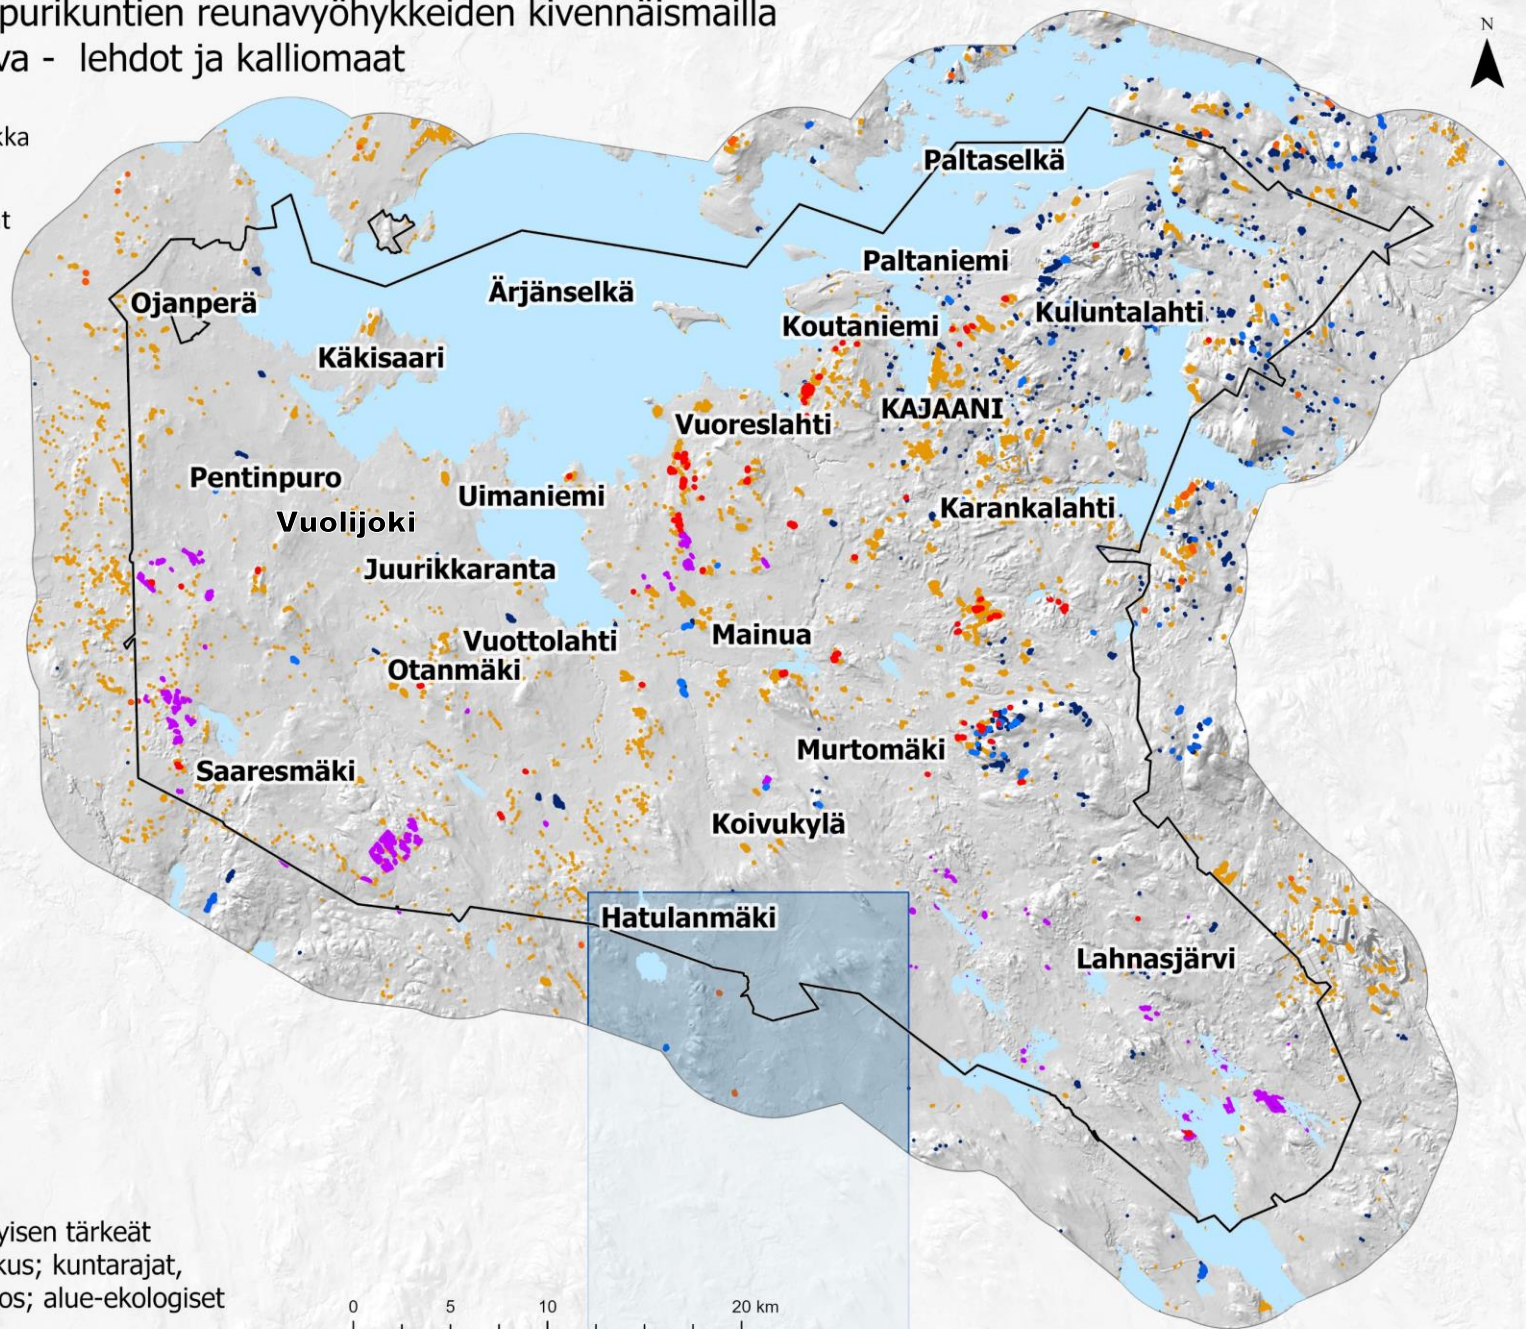 purikuntien reunavyöhykkeiden kivennäismailla
va - lehdot ja kalliomaat
kka
at
N
Paltaselkä
Paltaniemi
Ärjänselkä
Ojanperä
Kuluntalahti
Koutaniemi
Käkisaari
KAJAANI
Vuoreslahti
Pentinpuro
Uimaniemi
Karankalahti
Vuolijoki
Juurikkaranta
Mainua
Vuottolahti
Otanmäki
Murtomäki
Saaresmäki
Koivukylä
Hatulanmäki
Lahnasjärvi
yisen tärkeät
kus; kuntarajat,
os; alue-ekologiset
0 5 10 20 km